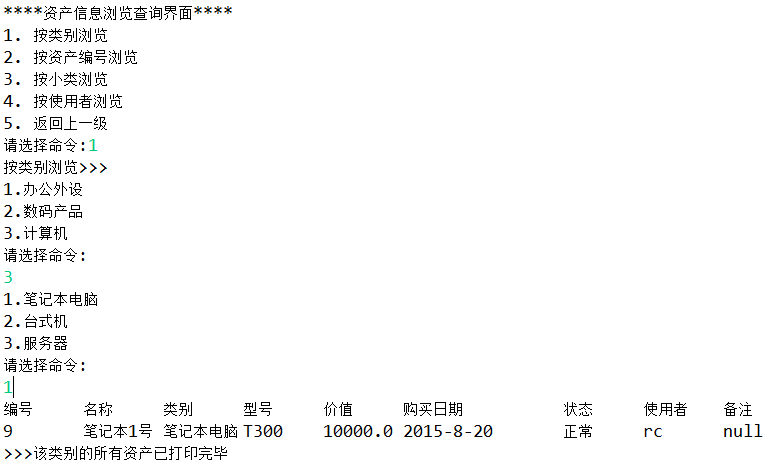 ****资产信息浏览查询界面****
1. 按类别浏览
2. 按资产编号浏览
3. 按小类浏览
4. 按使用者浏览
5. 返回上一级
请选择命令:1
按类别浏览>>>
1.办公外设
2.数码产品
3.计算机
请选择命令:
3
1.笔记本电脑
2.台式机
3.服务器
请选择命令:
1
编号 名称 类别 型号 价值 购买日期 状态 使用者 备注
9 笔记本1号 笔记本电脑 T300 10000.0 2015-8-20 正常 rc null
>>>该类别的所有资产已打印完毕